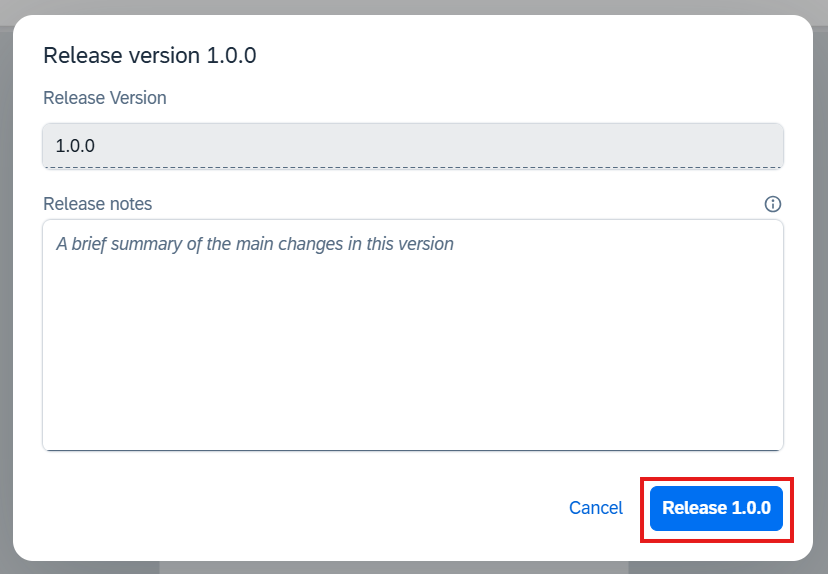 Release version 1.0.0
Release Version
1.0.0
Release notes
A brief summary of the main changes in this version
Cancel
Release 1.0.0